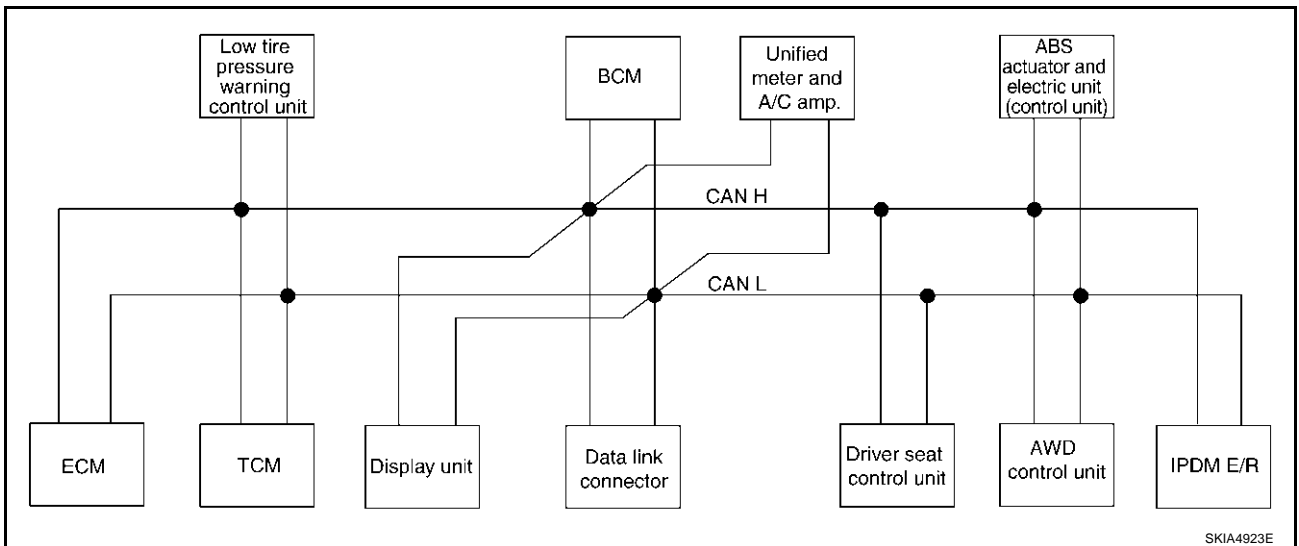 Low tire
pressure
warning
control unit
BCM
Unified
meter and
A/C amp.
ABS
actuator and
electric unit
(control unit)
CAN H
CAN L
ECM
TCM
Display unit
Data link
connector
Driver seat
control unit
AWD
control unit
IPDM E/R
SKIA4923E